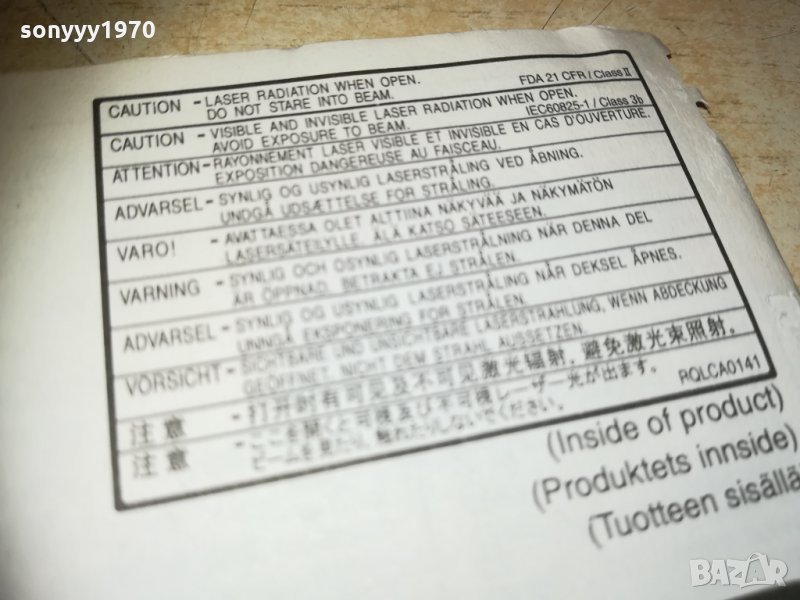 sonyyy1970
CAUTION - LASER RADIATION WHEN OPEN. FDA 21 CFR / Class II
DO NOT STARE INTO BEAM.
CAUTION - VISIBLE AND INVISIBLE LASER RADIATION WHEN OPEN.
AVOID EXPOSURE TO BEAM. IEC60825-1 / Class 3b
ATTENTION - RAYONNEMENT LASER VISIBLE ET INVISIBLE EN CAS D'OUVERTURE.
EXPOSITION DANGEREUSE AU FAISCEAU.
ADVARSEL - SYNLIG OG USYNLIG LASERSTRÅLING VED ÅBNING.
UNDGÅ UDSÆTTELSE FOR STRÅLING.
VARO! - AVATTAESSA OLET ALTTIINA NÄKYVÄÄ JA NÄKYMÄTÖN
LASERSÄTEILYLLE. ÄLÄ KATSO SÄTEESEEN.
VARNING - SYNLIG OCH OSYNLIG LASERSTRÅLNING NÄR DENNA DEL
ÄR ÖPPNAD. BETRAKTA EJ STRÅLEN.
ADVARSEL - SYNLIG OG USYNLIG LASERSTRÅLING NÅR DEKSEL ÅPNES.
UNNGÅ EKSPONERING FOR STRÅLEN.
VORSICHT - SICHTBARE UND UNSICHTBARE LASERSTRAHLUNG, WENN ABDECKUNG
GEÖFFNET. NICHT DEM STRAHL AUSSETZEN.
注意 - 打开时有可见及不可见激光辐射。避免激光束照射。
注意 - ここを開くと可視及び不可視レーザー光が出ます。
ビームを見たり、触れたりしないでください。 RQLCA0141
(Inside of product)
(Produktets innside)
(Tuotteen sisällä
BAZAR